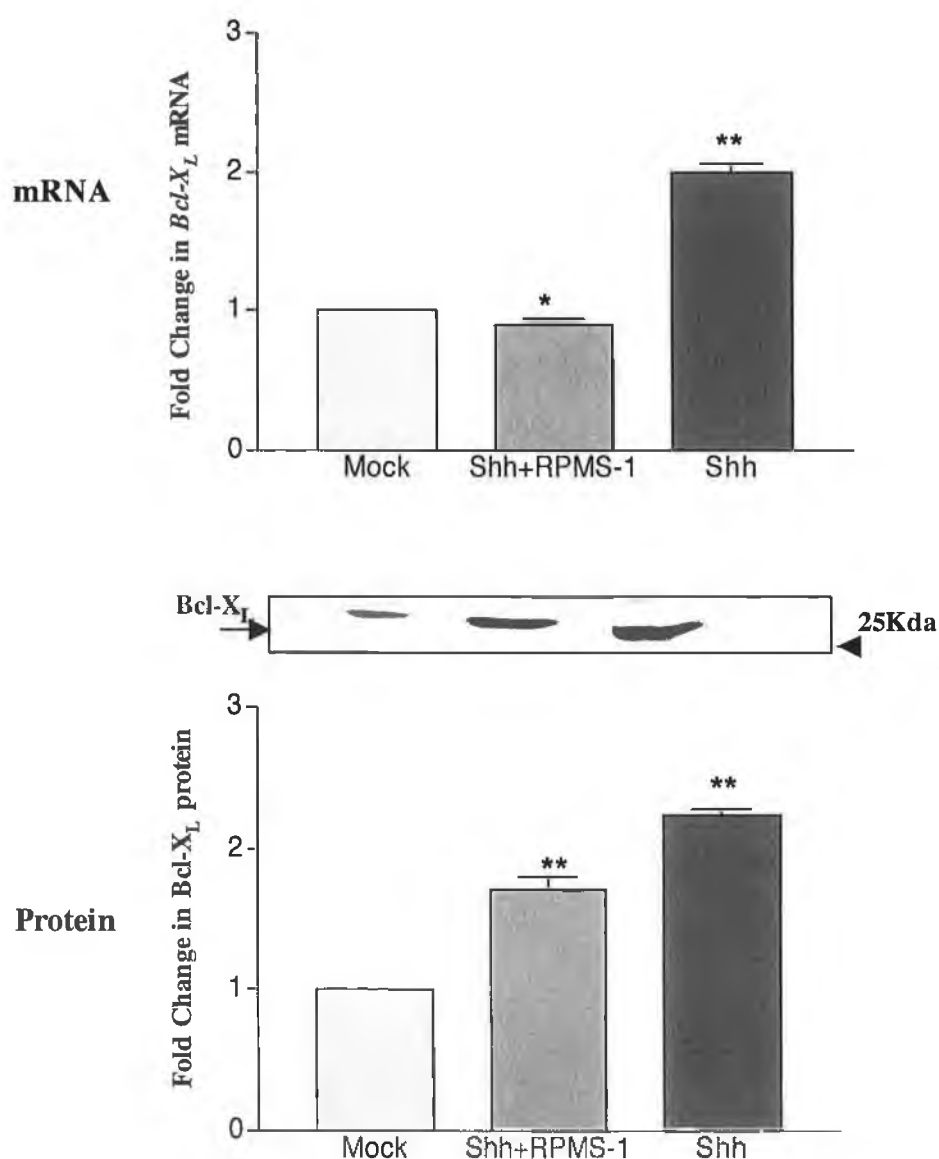 mRNA
Fold Change in Bcl-XL mRNA
3
2
1
0
*
**
Mock Shh+RPMS-1 Shh
Bcl-XL
25Kda
Protein
Fold Change in Bcl-XL protein
3
2
1
0
**
**
Mock Shh+RPMS-1 Shh